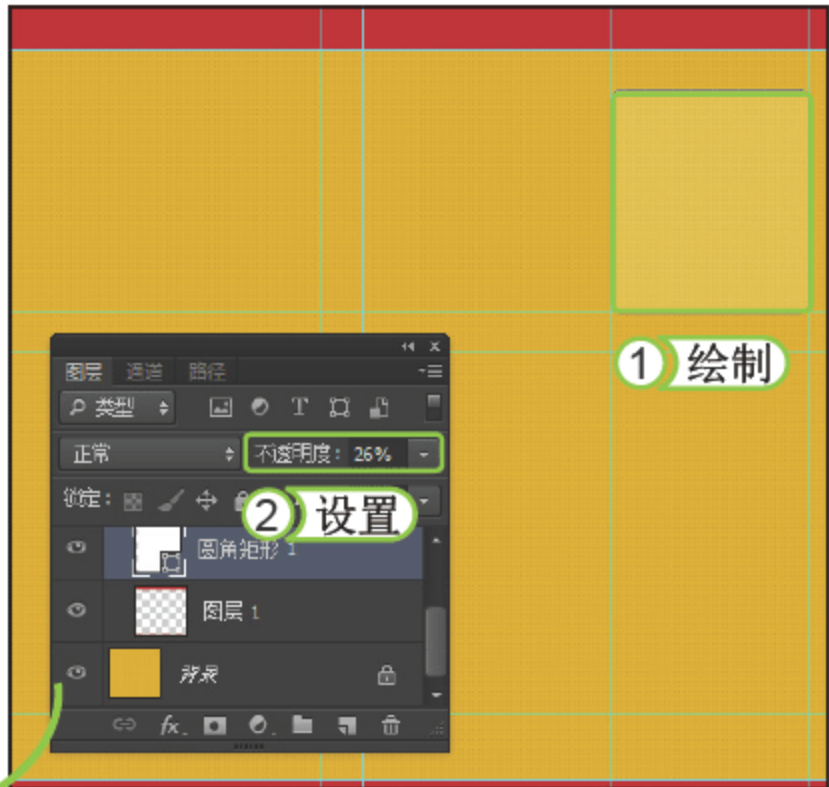 ① 绘制
图层 通道 路径
类型
正常 不透明度： 26%
锁定：
② 设置
圆角矩形 1
图层 1
背景
fx.